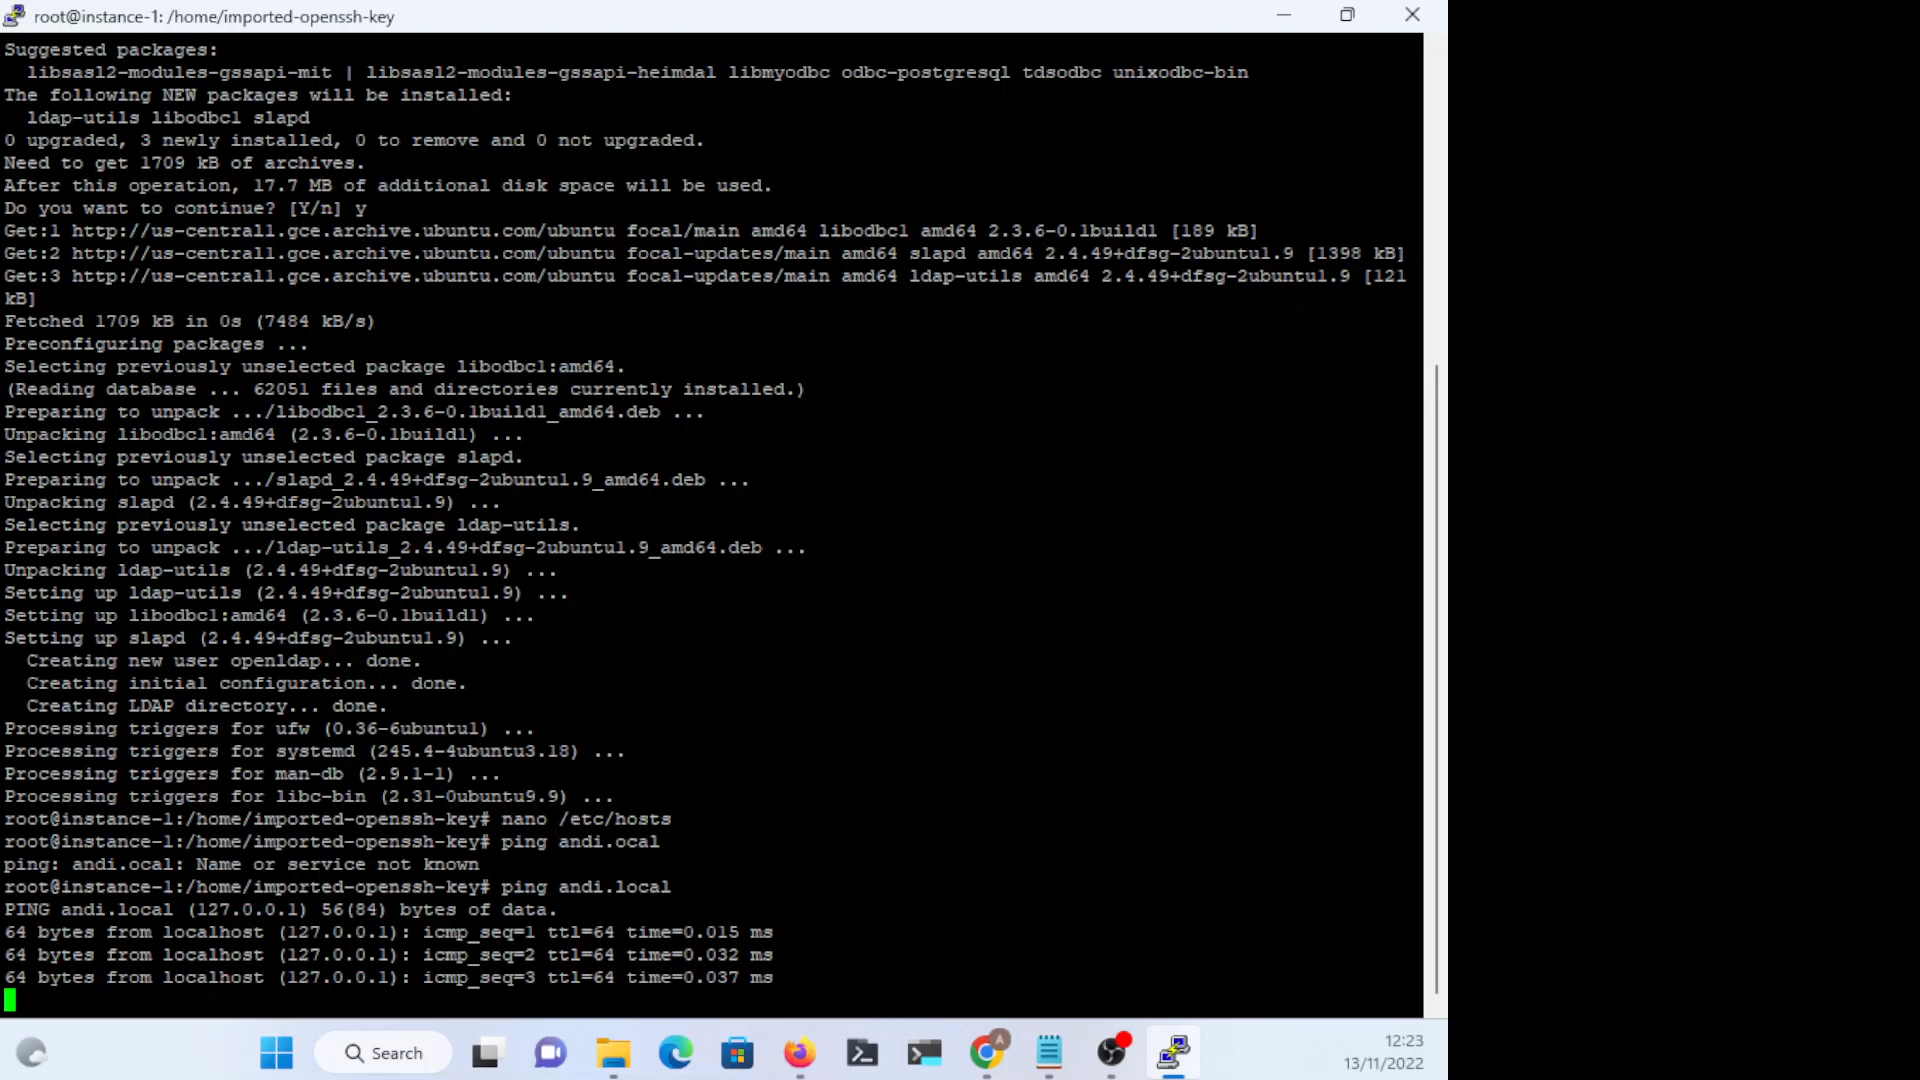 root@instance-1: /home/imported-openssh-key
Suggested packages:
  libsasl2-modules-gssapi-mit | libsasl2-modules-gssapi-heimdal libmyodbc odbc-postgresql tdsodbc unixodbc-bin
The following NEW packages will be installed:
  ldap-utils libodbc1 slapd
0 upgraded, 3 newly installed, 0 to remove and 0 not upgraded.
Need to get 1709 kB of archives.
After this operation, 17.7 MB of additional disk space will be used.
Do you want to continue? [Y/n] y
Get:1 http://us-central1.gce.archive.ubuntu.com/ubuntu focal/main amd64 libodbc1 amd64 2.3.6-0.1build1 [189 kB]
Get:2 http://us-central1.gce.archive.ubuntu.com/ubuntu focal-updates/main amd64 slapd amd64 2.4.49+dfsg-2ubuntu1.9 [1398 kB]
Get:3 http://us-central1.gce.archive.ubuntu.com/ubuntu focal-updates/main amd64 ldap-utils amd64 2.4.49+dfsg-2ubuntu1.9 [121
kB]
Fetched 1709 kB in 0s (7484 kB/s)
Preconfiguring packages ...
Selecting previously unselected package libodbc1:amd64.
(Reading database ... 62051 files and directories currently installed.)
Preparing to unpack .../libodbc1_2.3.6-0.1build1_amd64.deb ...
Unpacking libodbc1:amd64 (2.3.6-0.1build1) ...
Selecting previously unselected package slapd.
Preparing to unpack .../slapd_2.4.49+dfsg-2ubuntu1.9_amd64.deb ...
Unpacking slapd (2.4.49+dfsg-2ubuntu1.9) ...
Selecting previously unselected package ldap-utils.
Preparing to unpack .../ldap-utils_2.4.49+dfsg-2ubuntu1.9_amd64.deb ...
Unpacking ldap-utils (2.4.49+dfsg-2ubuntu1.9) ...
Setting up ldap-utils (2.4.49+dfsg-2ubuntu1.9) ...
Setting up libodbc1:amd64 (2.3.6-0.1build1) ...
Setting up slapd (2.4.49+dfsg-2ubuntu1.9) ...
  Creating new user openldap... done.
  Creating initial configuration... done.
  Creating LDAP directory... done.
Processing triggers for ufw (0.36-6ubuntu1) ...
Processing triggers for systemd (245.4-4ubuntu3.18) ...
Processing triggers for man-db (2.9.1-1) ...
Processing triggers for libc-bin (2.31-0ubuntu9.9) ...
root@instance-1:/home/imported-openssh-key# nano /etc/hosts
root@instance-1:/home/imported-openssh-key# ping andi.ocal
ping: andi.ocal: Name or service not known
root@instance-1:/home/imported-openssh-key# ping andi.local
PING andi.local (127.0.0.1) 56(84) bytes of data.
64 bytes from localhost (127.0.0.1): icmp_seq=1 ttl=64 time=0.015 ms
64 bytes from localhost (127.0.0.1): icmp_seq=2 ttl=64 time=0.032 ms
64 bytes from localhost (127.0.0.1): icmp_seq=3 ttl=64 time=0.037 ms
Search
A
12:23
13/11/2022